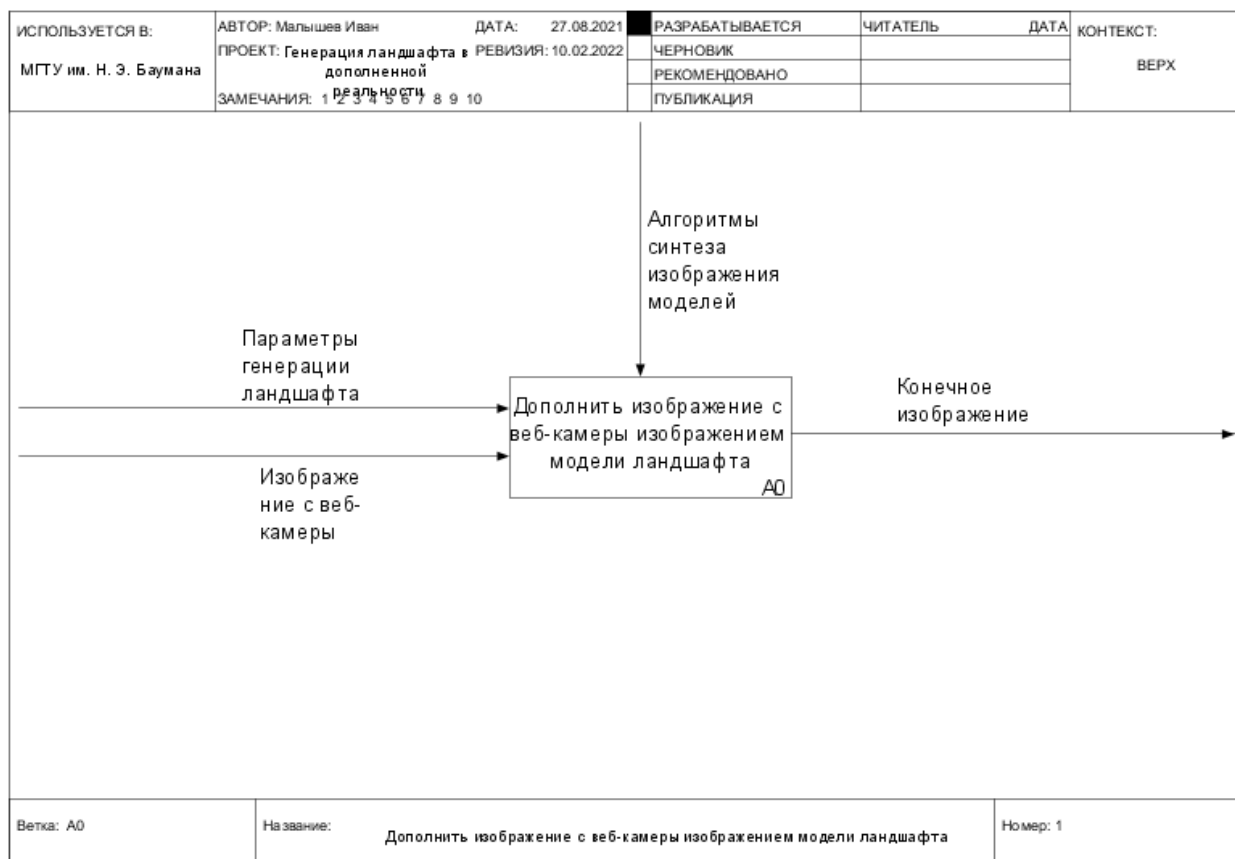 ИСПОЛЬЗУЕТСЯ В:
МГТУ им. Н. Э. Баумана
АВТОР: Малышев Иван
ДАТА: 27.08.2021
ПРОЕКТ: Генерация ландшафта в
дополненной
реальности
РЕВИЗИЯ: 10.02.2022
ЗАМЕЧАНИЯ: 1 2 3 4 5 6 7 8 9 10
РАЗРАБАТЫВАЕТСЯ
ЧЕРНОВИК
РЕКОМЕНДОВАНО
ПУБЛИКАЦИЯ
ЧИТАТЕЛЬ ДАТА
КОНТЕКСТ:
ВЕРХ
Алгоритмы
синтеза
изображения
моделей
Параметры
генерации
ландшафта
Изображе
ние с веб-
камеры
Дополнить изображение с
веб-камеры изображением
модели ландшафта
A0
Конечное
изображение
Ветка: A0
Название:
Дополнить изображение с веб-камеры изображением модели ландшафта
Номер: 1